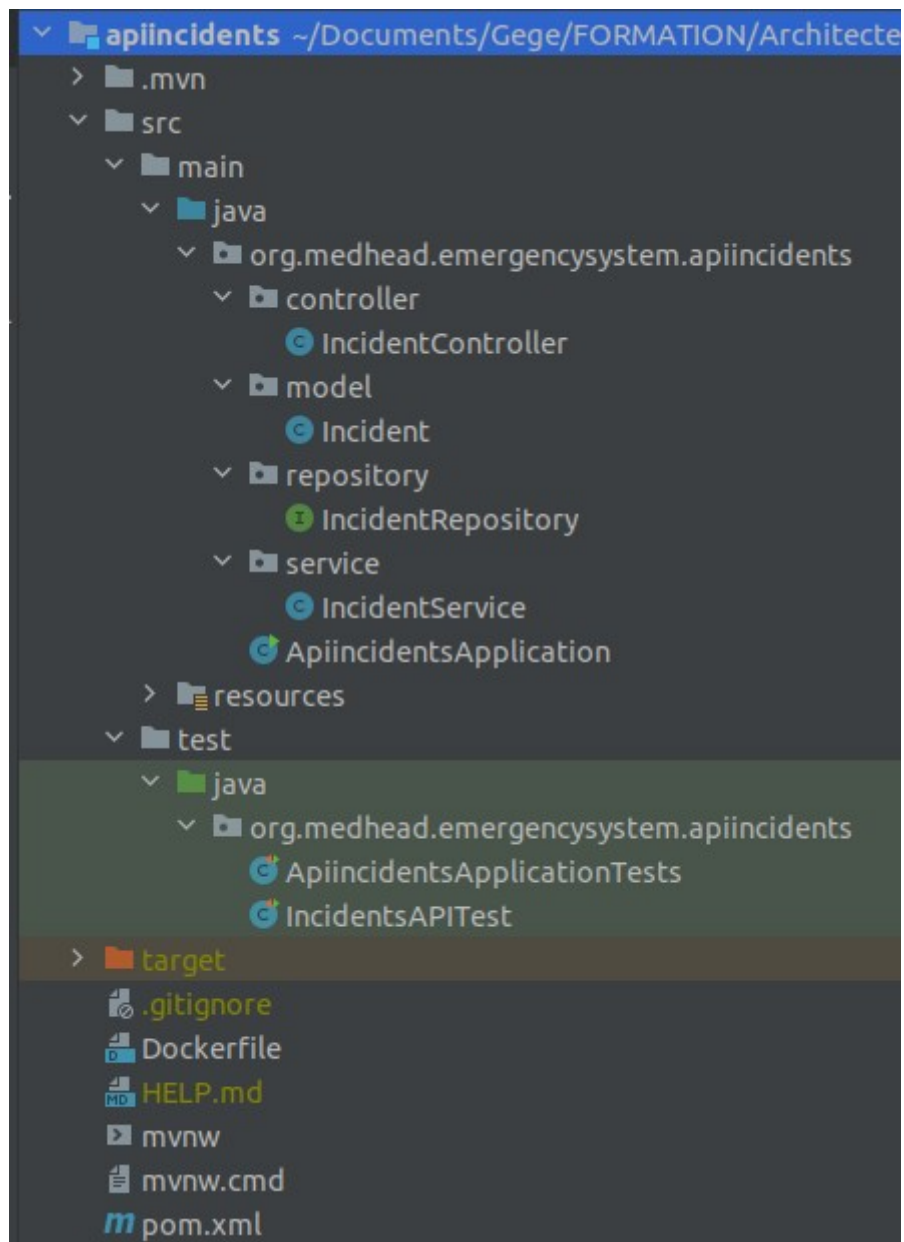 apiincidents ~/Documents/Gege/FORMATION/Architecte
.mvn
src
main
java
org.medhead.emergencysystem.apiincidents
controller
IncidentController
model
Incident
repository
IncidentRepository
service
IncidentService
ApiincidentsApplication
resources
test
java
org.medhead.emergencysystem.apiincidents
ApiincidentsApplicationTests
IncidentsAPITest
target
.gitignore
Dockerfile
HELP.md
mvnw
mvnw.cmd
pom.xml